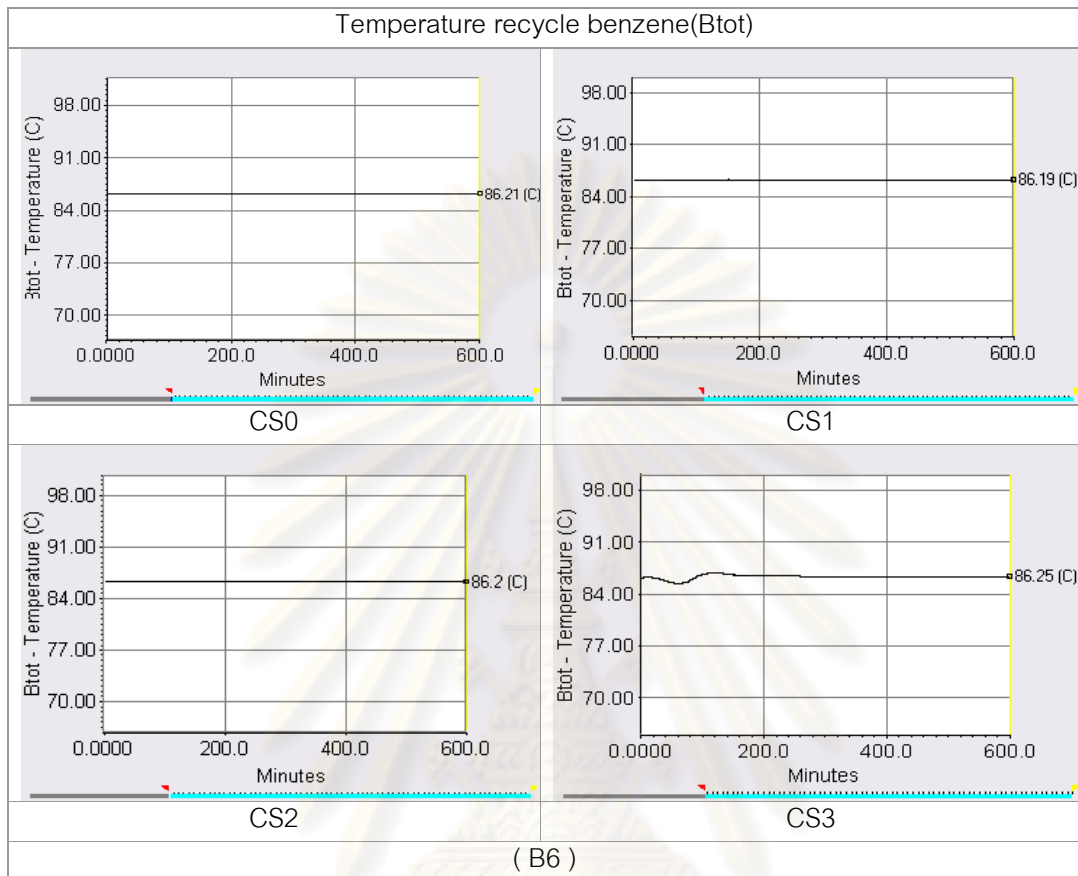 Temperature recycle benzene(Btot)
Btot - Temperature (C)
98.00
91.00
84.00
77.00
70.00
86.21 (C)
0.0000 200.0 400.0 600.0
Minutes
CS0
Btot - Temperature (C)
98.00
91.00
84.00
77.00
70.00
86.19 (C)
0.0000 200.0 400.0 600.0
Minutes
CS1
Btot - Temperature (C)
98.00
91.00
84.00
77.00
70.00
86.2 (C)
0.0000 200.0 400.0 600.0
Minutes
CS2
Btot - Temperature (C)
98.00
91.00
84.00
77.00
70.00
86.25 (C)
0.0000 200.0 400.0 600.0
Minutes
CS3
( B6 )